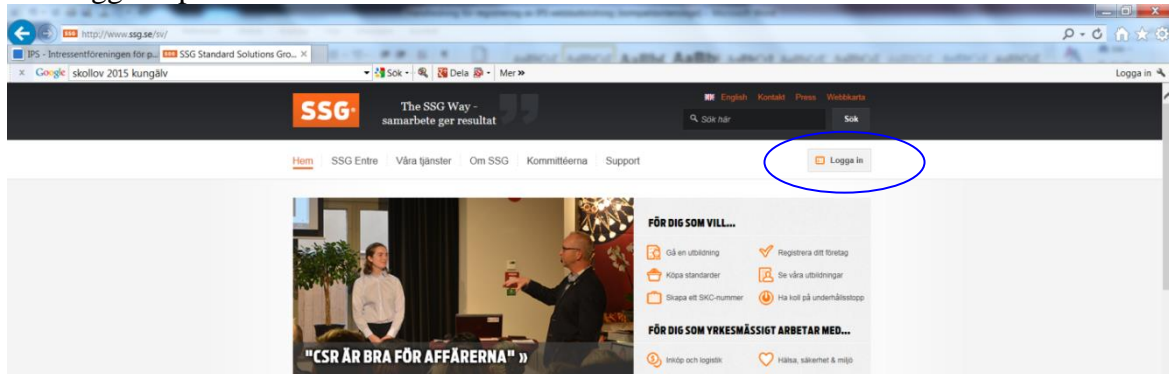 http://www.ssg.se/sv/
IPS - Intressentföreningen för p... SSG Standard Solutions Gro...
x Google skollov 2015 kungälv Sök Dela Mer » Logga in
English Kontakt Press Webbkarta
SSG The SSG Way -
samarbete ger resultat
Sök här Sök
Hem SSG Entre Våra tjänster Om SSG Kommittéerna Support Logga in
FÖR DIG SOM VILL...
Gå en utbildning Registrera ditt företag
Köpa standarder Se våra utbildningar
Skapa ett SKC-nummer Ha koll på underhållsstopp
FÖR DIG SOM YRKESMÄSSIGT ARBETAR MED...
"CSR ÄR BRA FÖR AFFÄRERNA" »
Inköp och logistik Hälsa, säkerhet & miljö